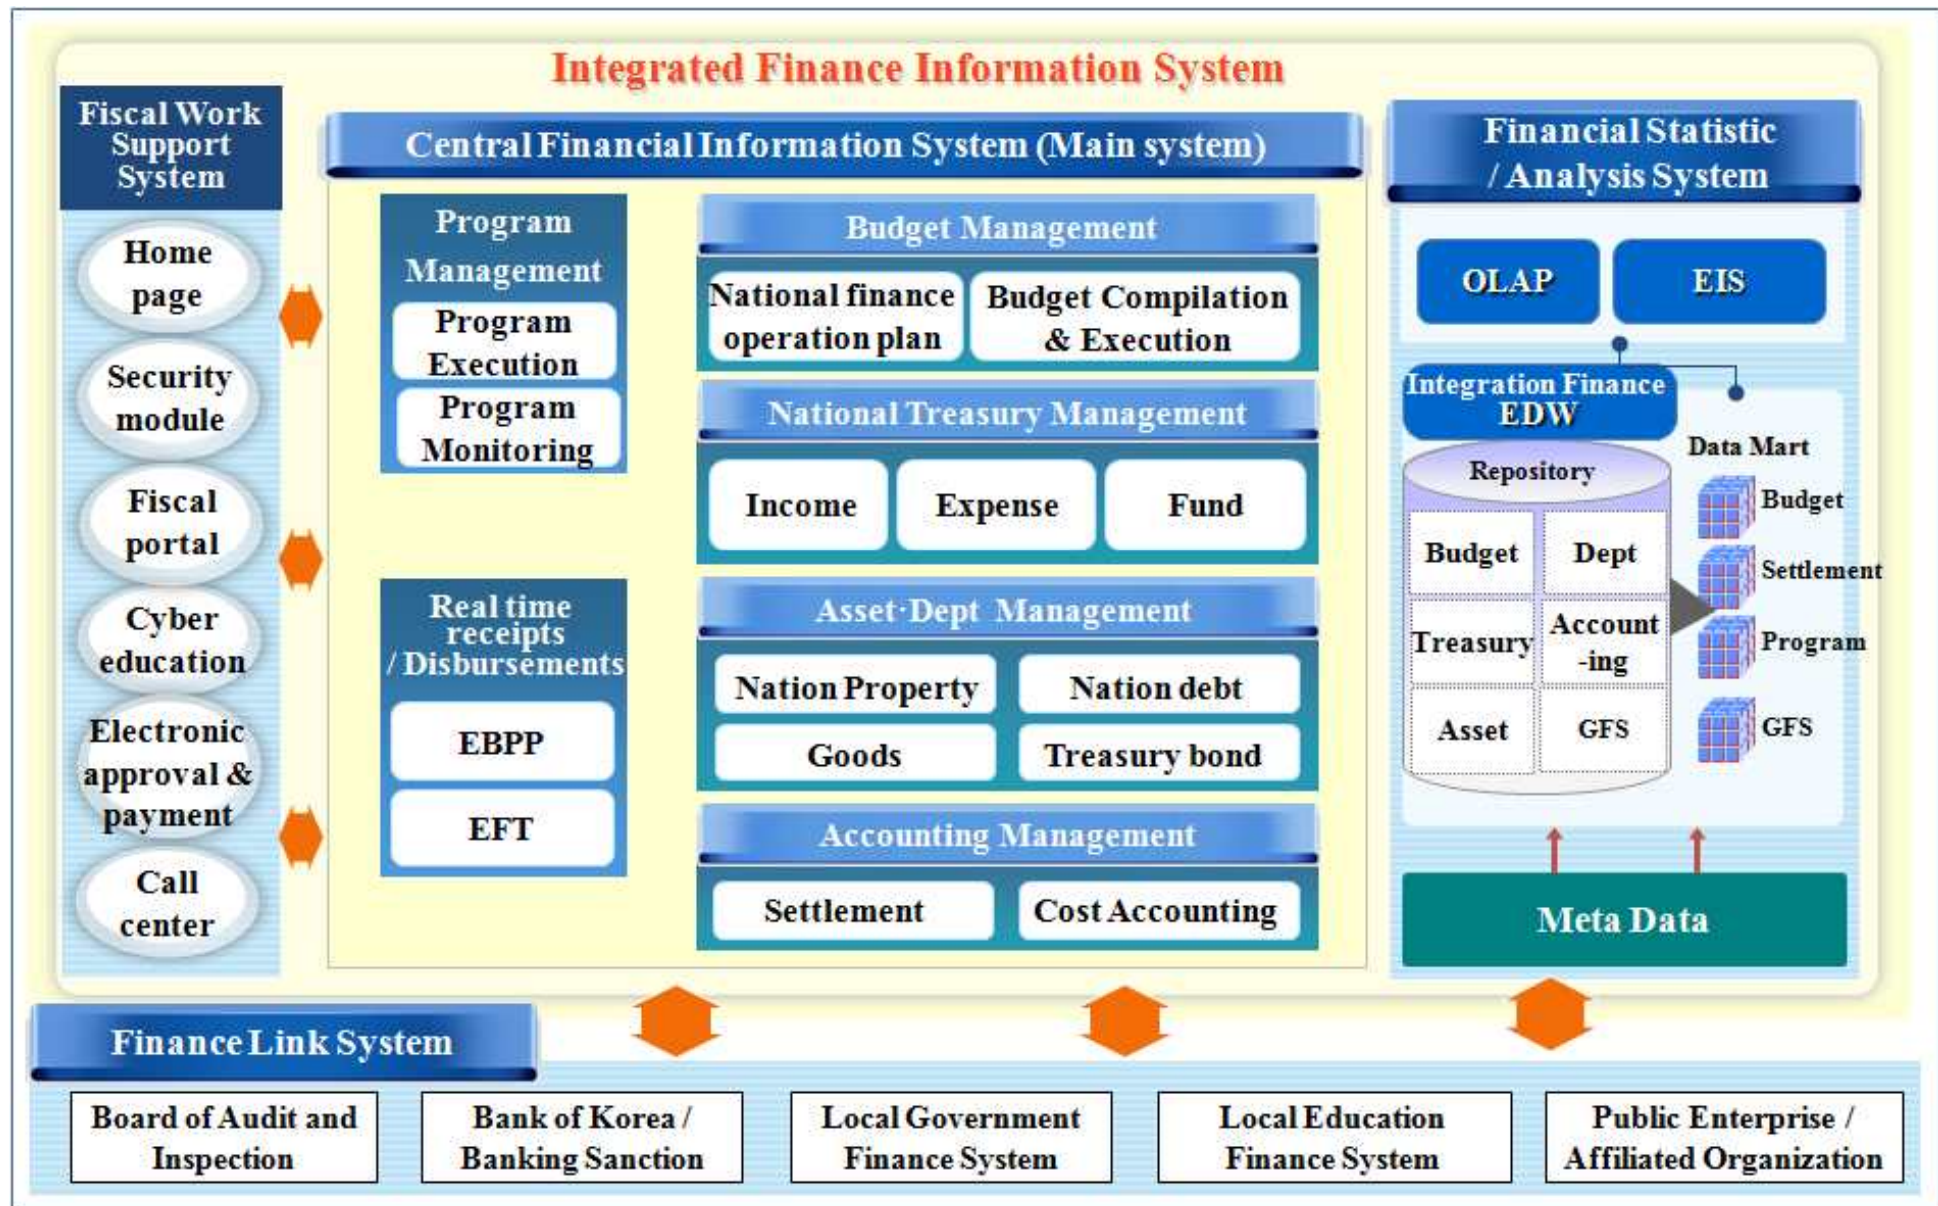 Integrated Finance Information System
Fiscal Work
Support
System
Home
page
Security
module
Fiscal
portal
Cyber
education
Electronic
approval &
payment
Call
center
Central Financial Information System (Main system)
Program
Management
Program
Execution
Program
Monitoring
Real time
receipts
/ Disbursements
EBPP
EFT
Budget Management
National finance
operation plan
Budget Compilation
& Execution
National Treasury Management
Income
Expense
Fund
Asset·Dept Management
Nation Property
Nation debt
Goods
Treasury bond
Accounting Management
Settlement
Cost Accounting
Financial Statistic
/ Analysis System
OLAP
EIS
Integration Finance
EDW
Repository
Budget
Dept
Treasury
Account
-ing
Asset
GFS
Data Mart
Budget
Settlement
Program
GFS
Meta Data
Finance Link System
Board of Audit and
Inspection
Bank of Korea /
Banking Sanction
Local Government
Finance System
Local Education
Finance System
Public Enterprise /
Affiliated Organization